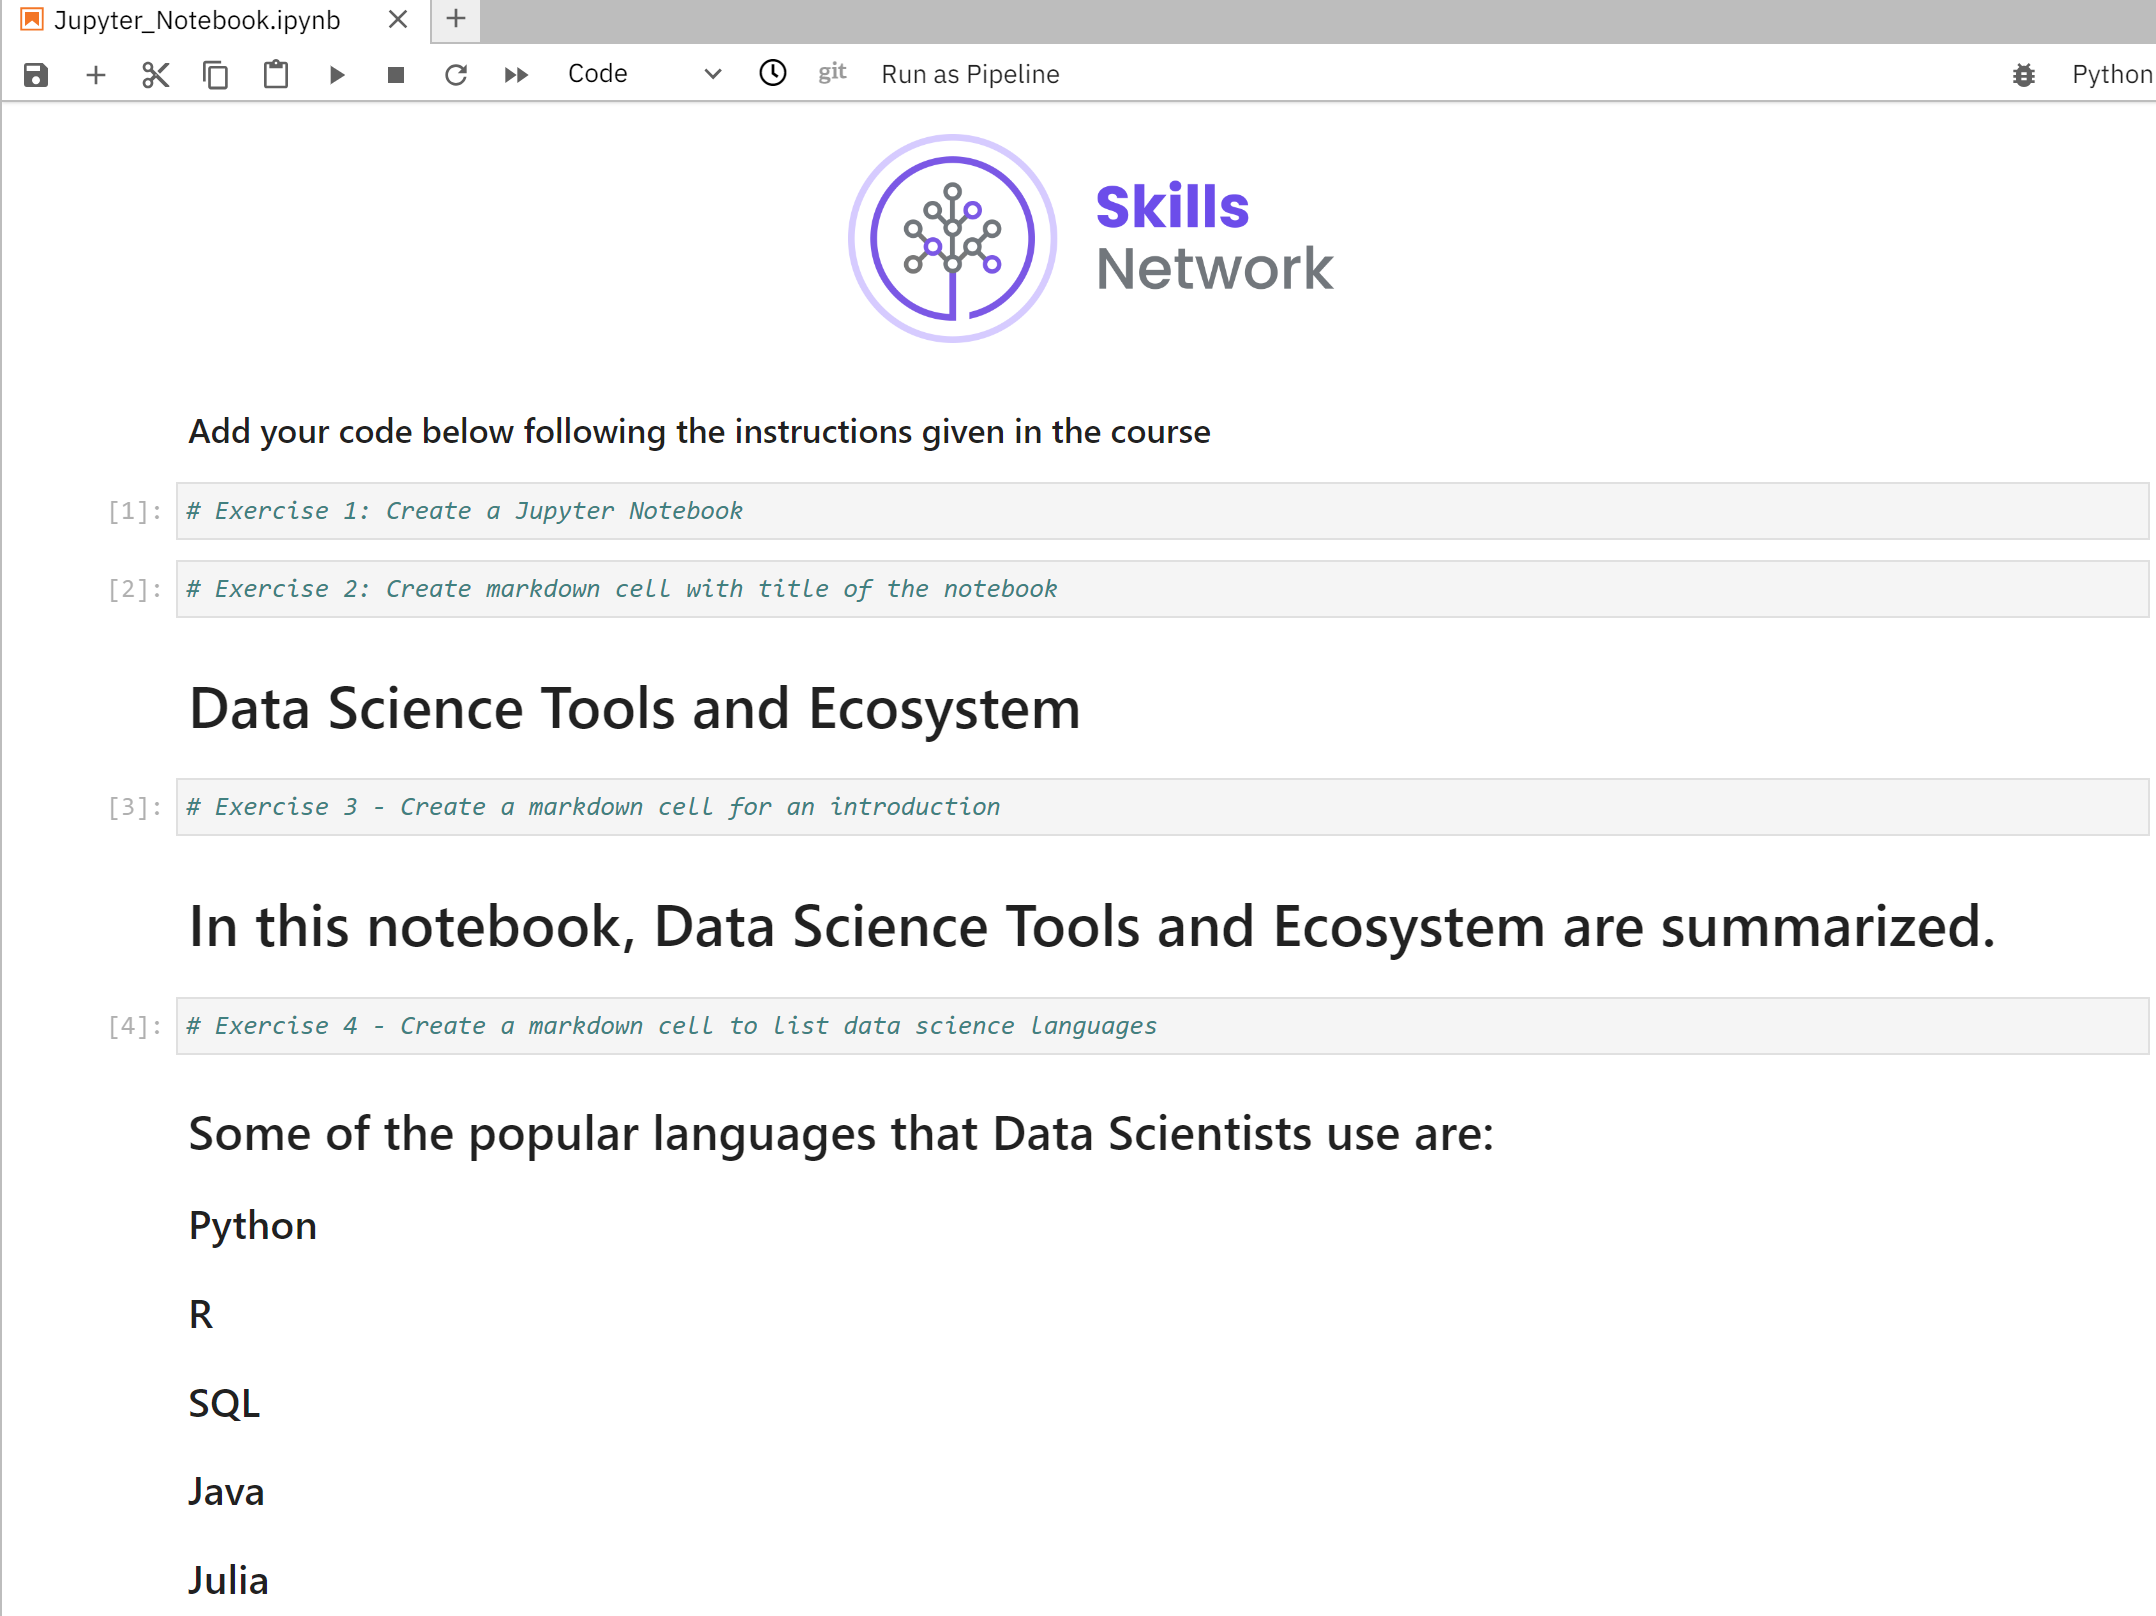 Jupyter_Notebook.ipynb
Code git Run as Pipeline Python
Skills
Network
Add your code below following the instructions given in the course
[1]: # Exercise 1: Create a Jupyter Notebook
[2]: # Exercise 2: Create markdown cell with title of the notebook
Data Science Tools and Ecosystem
[3]: # Exercise 3 - Create a markdown cell for an introduction
In this notebook, Data Science Tools and Ecosystem are summarized.
[4]: # Exercise 4 - Create a markdown cell to list data science languages
Some of the popular languages that Data Scientists use are:
Python
R
SQL
Java
Julia